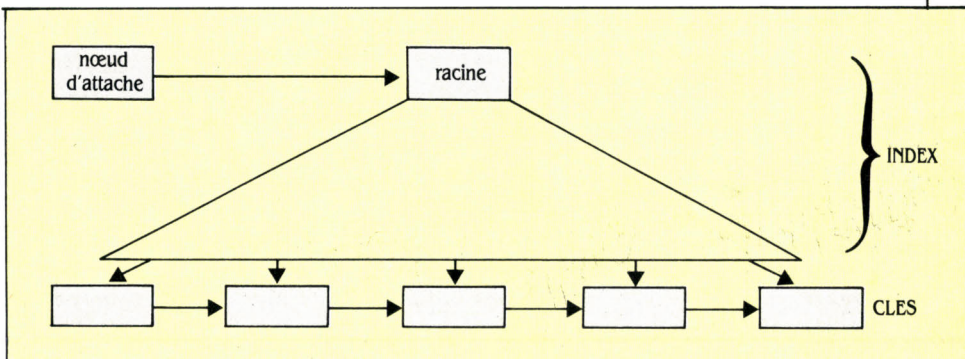 nœud
d'attache
racine
INDEX
CLES